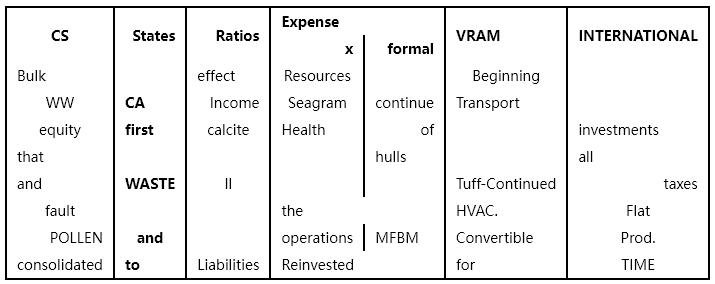 CS States Ratios Expense VRAM INTERNATIONAL
x formal
Bulk effect Resources Beginning
WW CA Income Seagram continue Transport
equity first calcite Health of investments
that hulls all
and WASTE II Tuff-Continued taxes
fault the HVAC. Flat
POLLEN and operations MFBM Convertible Prod.
consolidated to Liabilities Reinvested for TIME